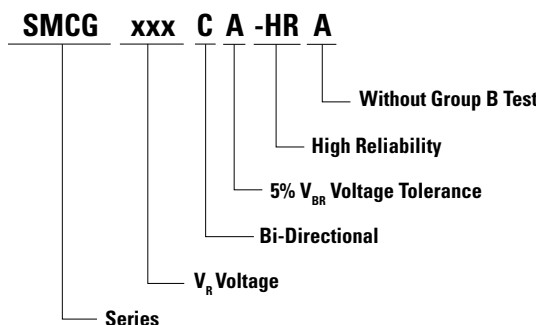 SMCG xxx C A -HR A
Without Group B Test
High Reliability
5% VBR Voltage Tolerance
Bi-Directional
VR Voltage
Series